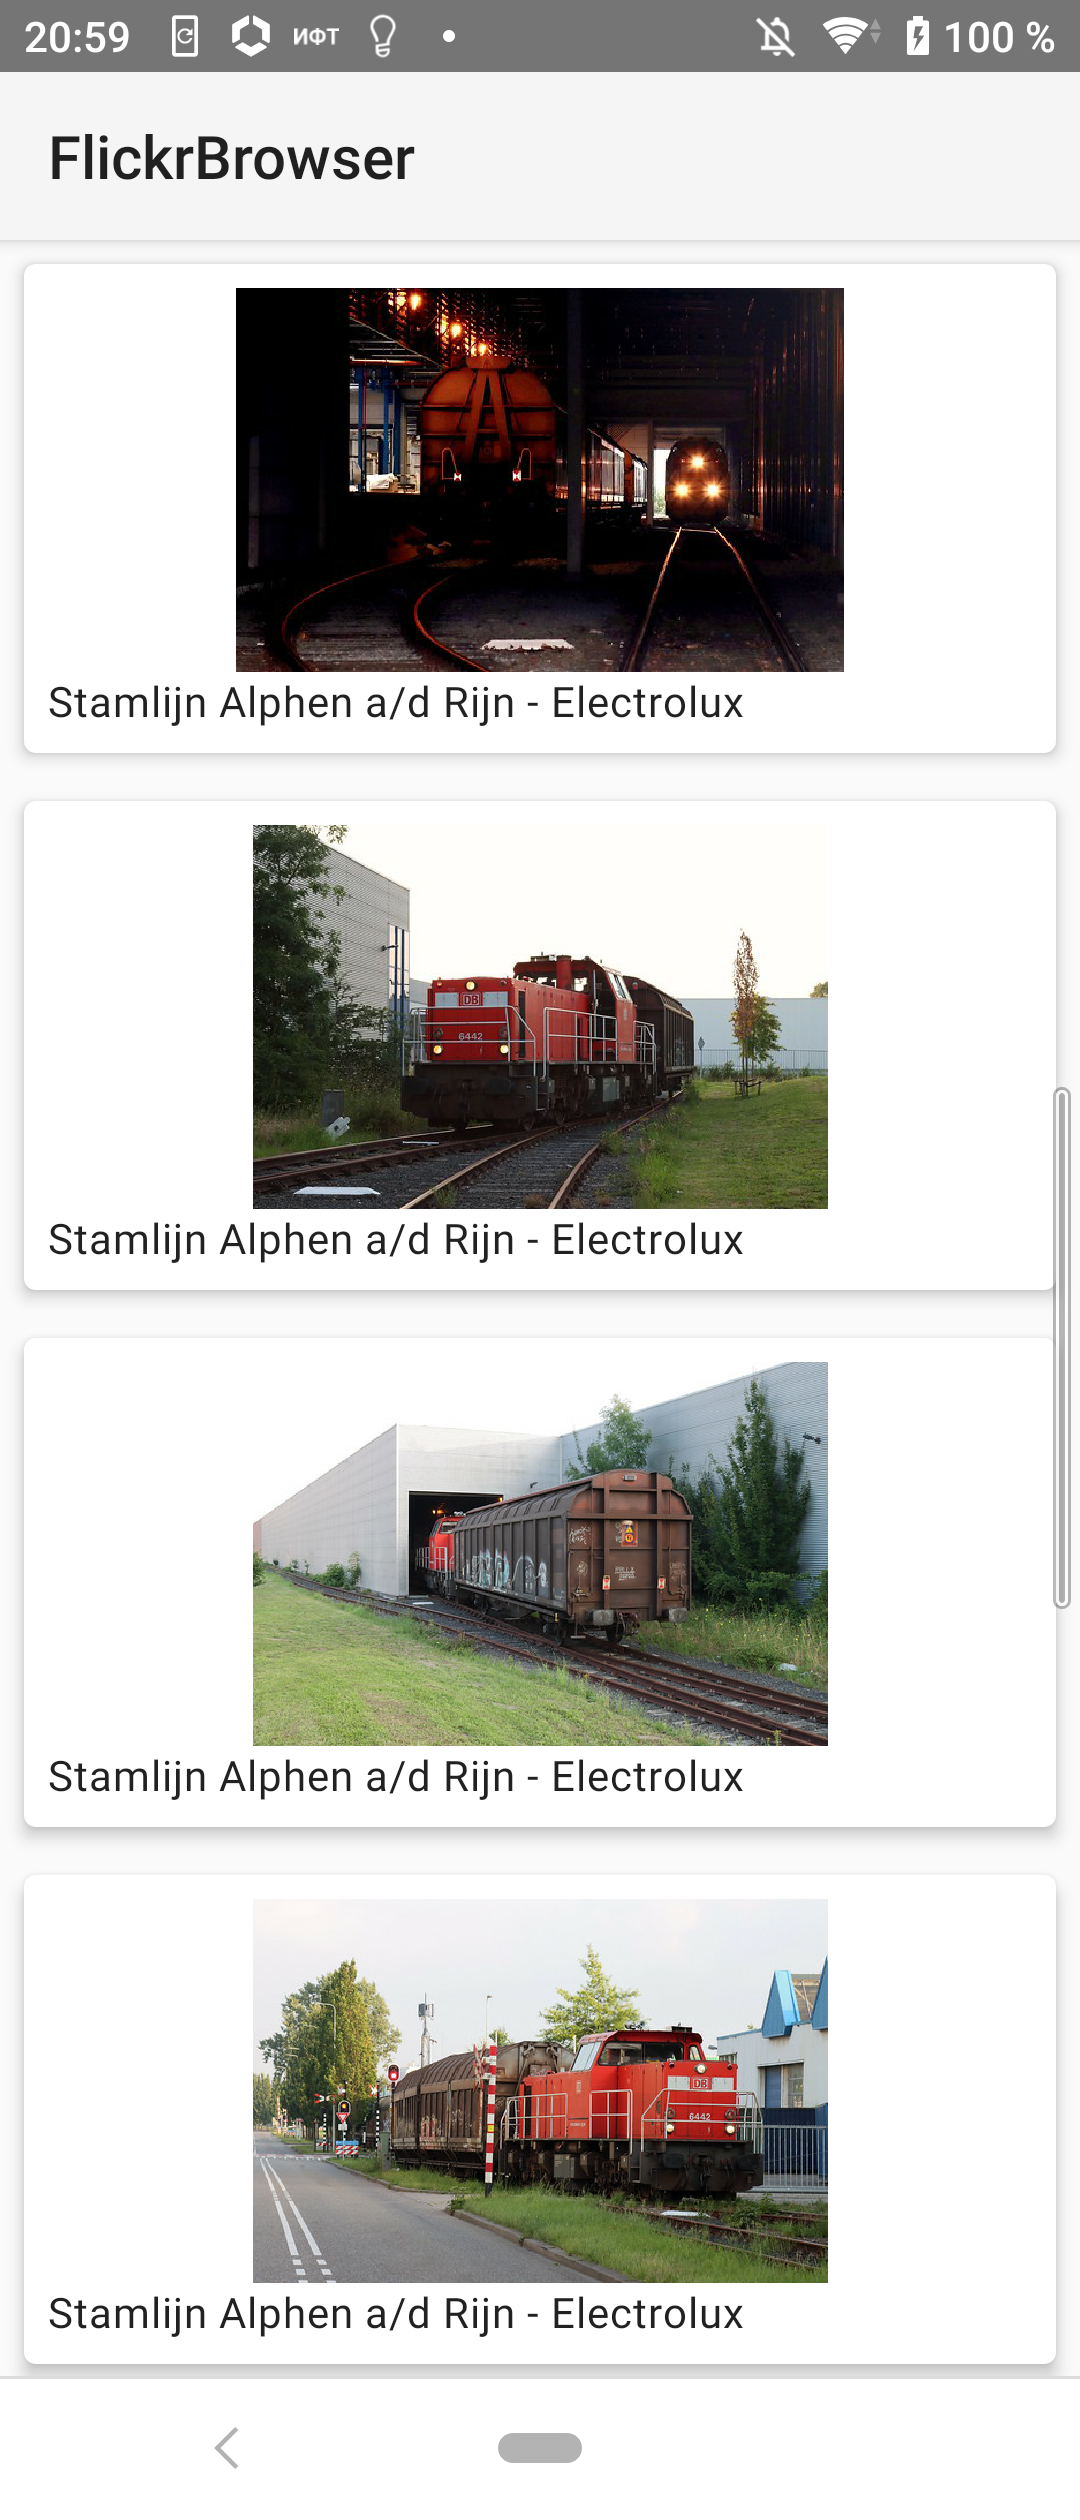 20:59 ИФТ 100 %
FlickrBrowser
Stamlijn Alphen a/d Rijn - Electrolux
DB
6442
Stamlijn Alphen a/d Rijn - Electrolux
Stamlijn Alphen a/d Rijn - Electrolux
DB
6442
Stamlijn Alphen a/d Rijn - Electrolux